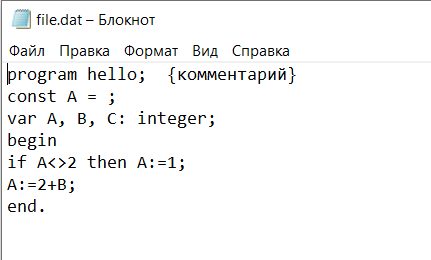 file.dat – Блокнот
Файл Правка Формат Вид Справка
program hello;  {комментарий}
const A = ;
var A, B, C: integer;
begin
if A<>2 then A:=1;
A:=2+B;
end.